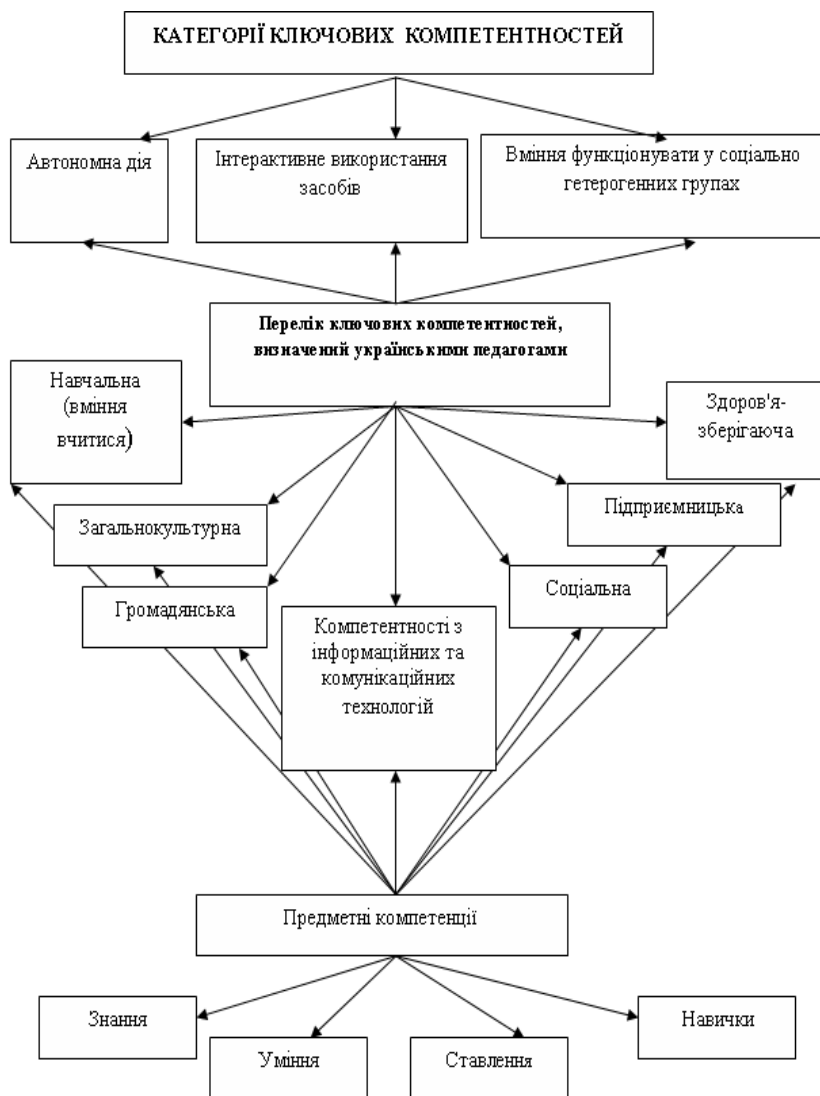 КАТЕГОРІЇ КЛЮЧОВИХ КОМПЕТЕНТНОСТЕЙ
Автономна дія
Інтерактивне використання
засобів
Вміння функціонувати у соціально
гетерогенних групах
Перелік ключових компетентностей,
визначений українськими педагогами
Навчальна
(вміння
вчитися)
Здоров'я-
зберігаюча
Загальнокультурна
Підприємницька
Громадянська
Соціальна
Компетентності з
інформаційних та
комунікаційних
технологій
Предметні компетенції
Знання
Уміння
Ставлення
Навички